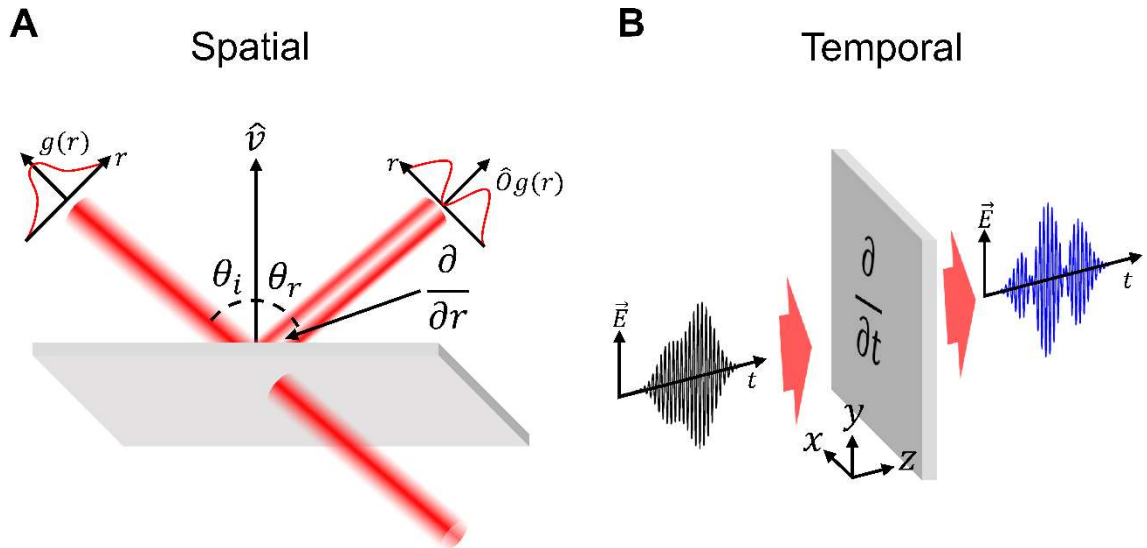 A
Spatial
g(r)
r
v̂
r
Ôg(r)
θᵢ
θᵣ
∂
∂r
B
Temporal
E⃗
t
∂
∂t
E⃗
t
x
y
z